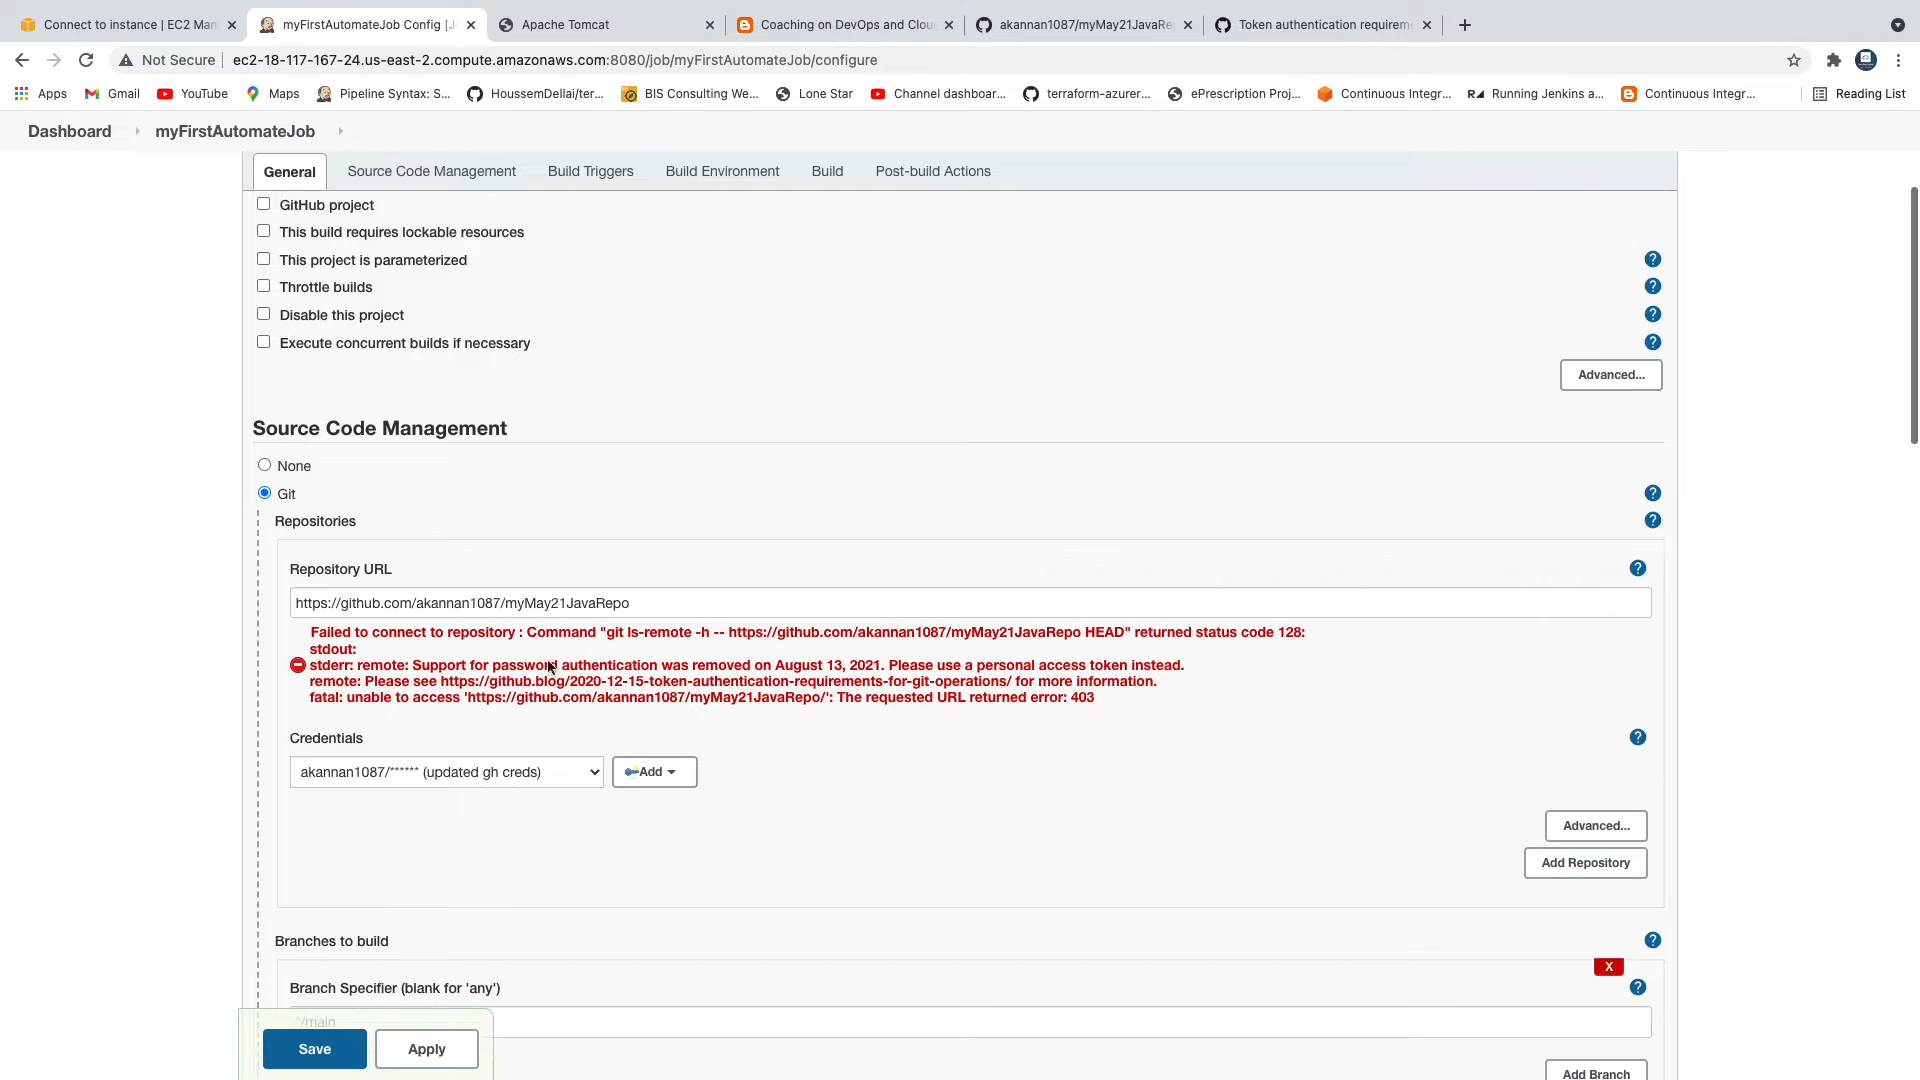 Connect to instance | EC2 Man
myFirstAutomateJob Config [Je
Apache Tomcat
Coaching on DevOps and Clou
akannan1087/myMay21JavaRe
Token authentication requirem
Not Secure
ec2-18-117-167-24.us-east-2.compute.amazonaws.com:8080/job/myFirstAutomateJob/configure
Apps
Gmail
YouTube
Maps
Pipeline Syntax: S...
HoussemDellai/ter...
BIS Consulting We...
Lone Star
Channel dashboar...
terraform-azurer...
ePrescription Proj...
Continuous Integr...
Running Jenkins a...
Continuous Integr...
Reading List
Dashboard
myFirstAutomateJob
General
Source Code Management
Build Triggers
Build Environment
Build
Post-build Actions
GitHub project
This build requires lockable resources
This project is parameterized
Throttle builds
Disable this project
Execute concurrent builds if necessary
Advanced...
Source Code Management
None
Git
Repositories
Repository URL
https://github.com/akannan1087/myMay21JavaRepo
Failed to connect to repository : Command "git ls-remote -h -- https://github.com/akannan1087/myMay21JavaRepo HEAD" returned status code 128:
stdout:
stderr: remote: Support for password authentication was removed on August 13, 2021. Please use a personal access token instead.
remote: Please see https://github.blog/2020-12-15-token-authentication-requirements-for-git-operations/ for more information.
fatal: unable to access 'https://github.com/akannan1087/myMay21JavaRepo/': The requested URL returned error: 403
Credentials
akannan1087/****** (updated gh creds)
Add
Advanced...
Add Repository
Branches to build
X
Branch Specifier (blank for 'any')
*/main
Save
Apply
Add Branch